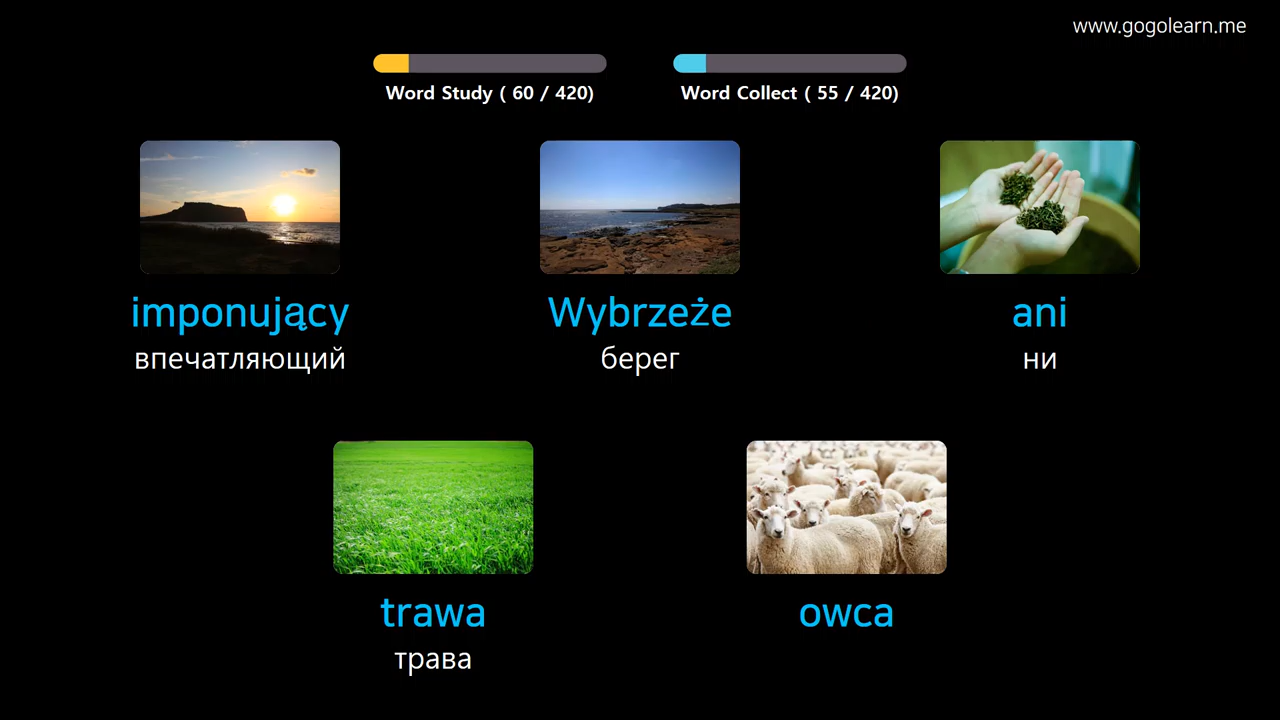 www.gogolearn.me
Word Study ( 60 / 420)
Word Collect ( 55 / 420)
imponujący
впечатляющий
Wybrzeże
берег
ani
ни
trawa
трава
owca